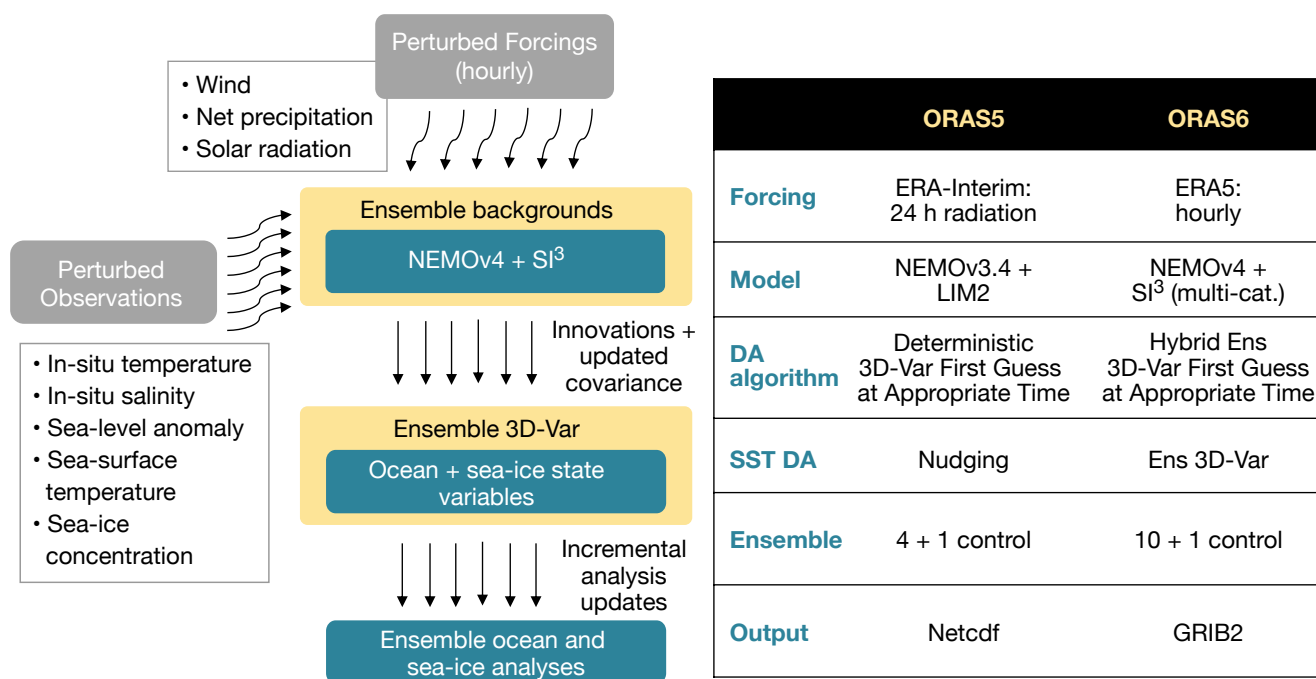 Perturbed Forcings
(hourly)
• Wind
• Net precipitation
• Solar radiation
Ensemble backgrounds
NEMOv4 + SI³
Perturbed
Observations
• In-situ temperature
• In-situ salinity
• Sea-level anomaly
• Sea-surface
temperature
• Sea-ice
concentration
Innovations +
updated
covariance
Ensemble 3D-Var
Ocean + sea-ice state
variables
Incremental
analysis
updates
Ensemble ocean and
sea-ice analyses
ORAS5 ORAS6
Forcing
ERA-Interim:
24 h radiation
ERA5:
hourly
Model
NEMOv3.4 +
LIM2
NEMOv4 +
SI³ (multi-cat.)
DA
algorithm
Deterministic
3D-Var First Guess
at Appropriate Time
Hybrid Ens
3D-Var First Guess
at Appropriate Time
SST DA
Nudging
Ens 3D-Var
Ensemble
4 + 1 control
10 + 1 control
Output
Netcdf
GRIB2